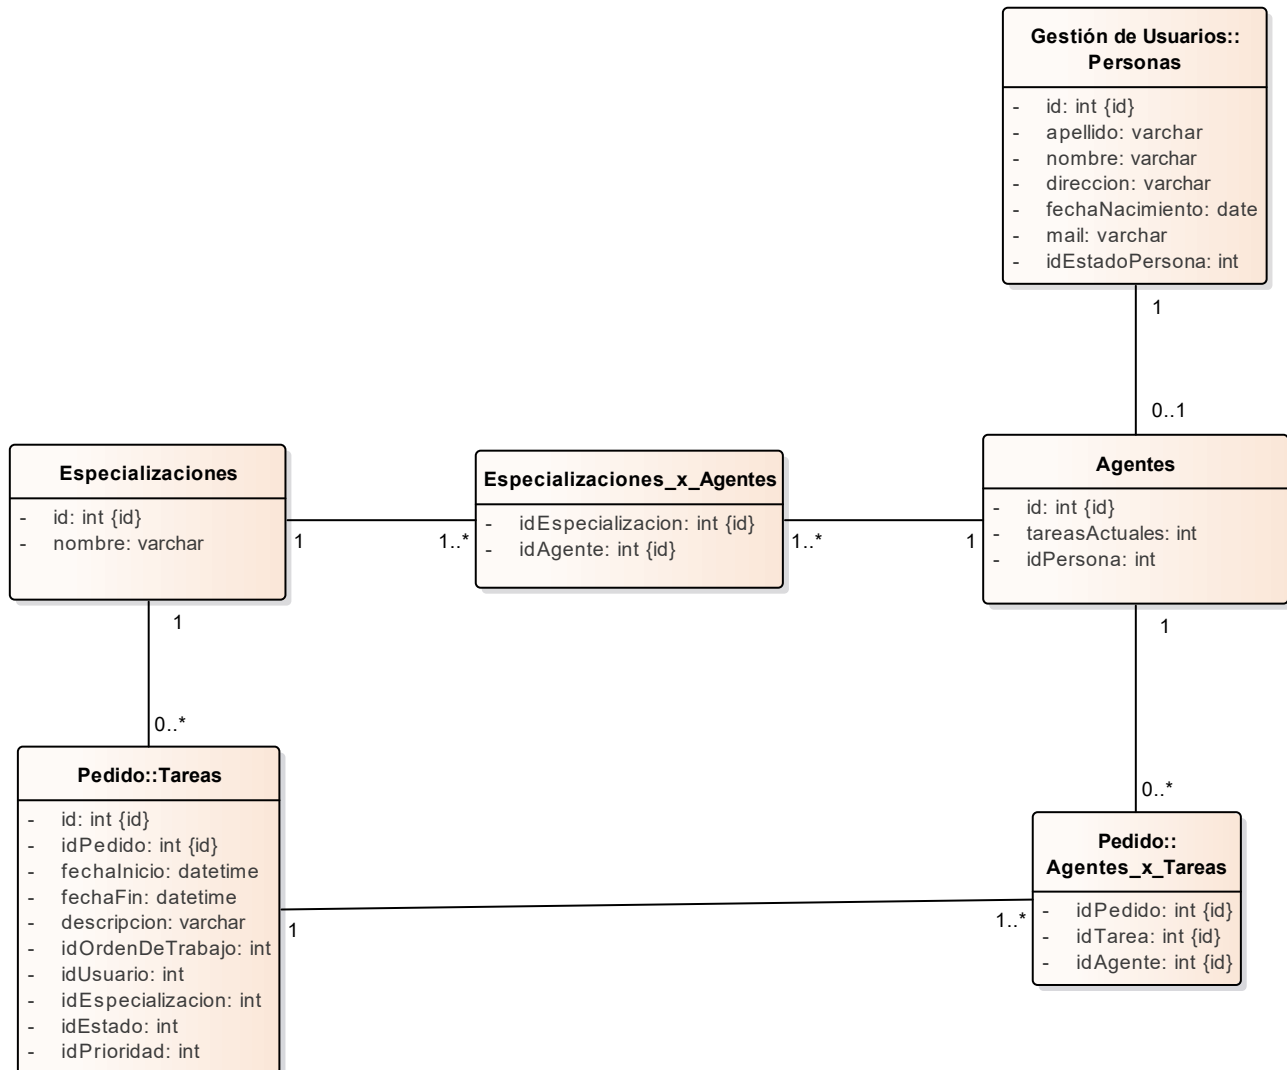 Gestión de Usuarios::
Personas
- id: int {id}
- apellido: varchar
- nombre: varchar
- direccion: varchar
- fechaNacimiento: date
- mail: varchar
- idEstadoPersona: int
1
0..1
Especializaciones
- id: int {id}
- nombre: varchar
1
1..*
Especializaciones_x_Agentes
- idEspecializacion: int {id}
- idAgente: int {id}
1..*
1
Agentes
- id: int {id}
- tareasActuales: int
- idPersona: int
1
0..*
1
0..*
Pedido::Tareas
- id: int {id}
- idPedido: int {id}
- fechaInicio: datetime
- fechaFin: datetime
- descripcion: varchar
- idOrdenDeTrabajo: int
- idUsuario: int
- idEspecializacion: int
- idEstado: int
- idPrioridad: int
1
1..*
Pedido::
Agentes_x_Tareas
- idPedido: int {id}
- idTarea: int {id}
- idAgente: int {id}